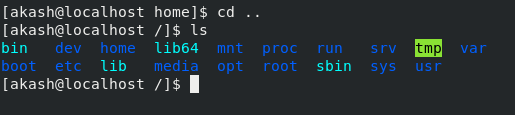 [akash@localhost home]$ cd ..
[akash@localhost /]$ ls
bin dev home lib64 mnt proc run srv tmp var
boot etc lib media opt root sbin sys usr
[akash@localhost /]$